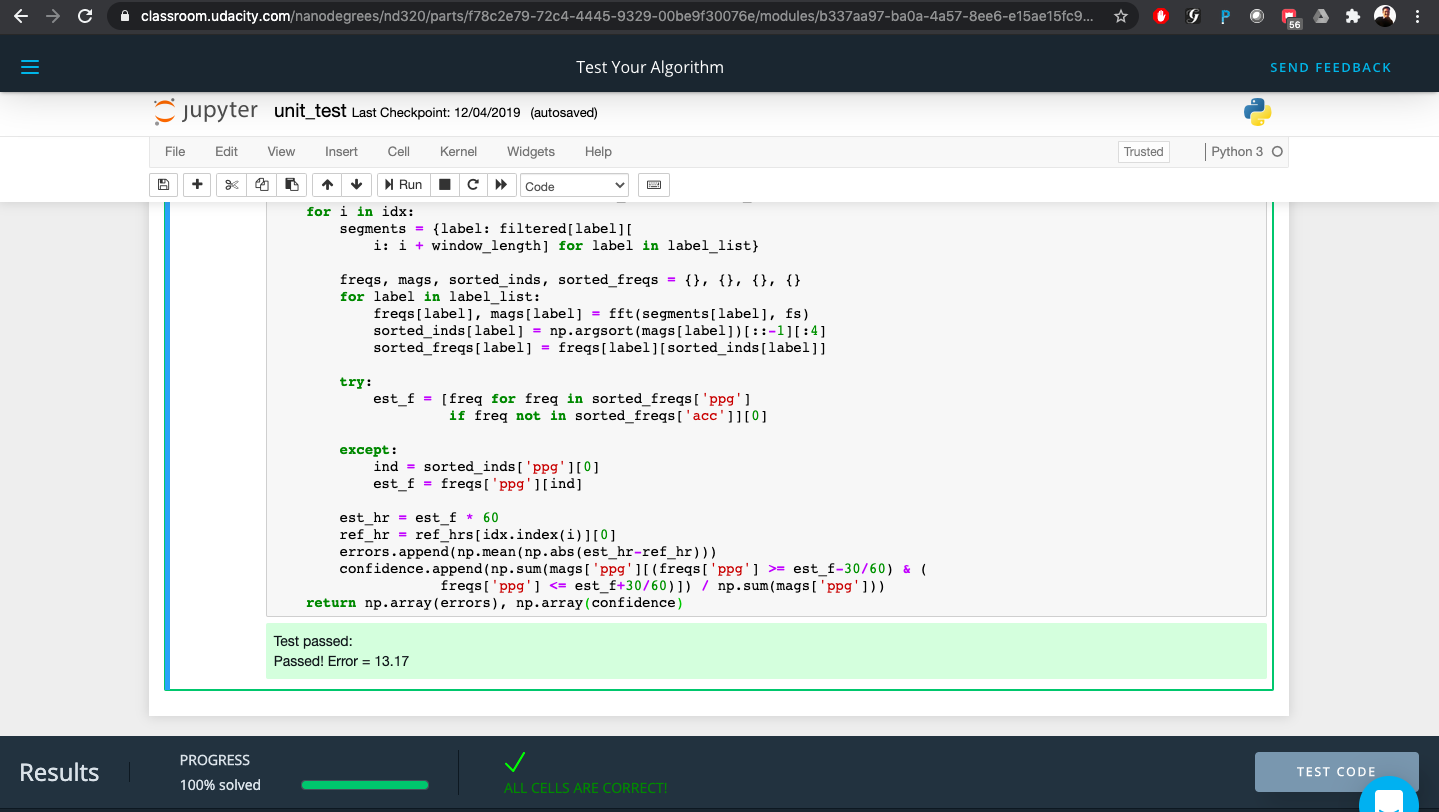 classroom.udacity.com/nanodegrees/nd320/parts/f78c2e79-72c4-4445-9329-00be9f30076e/modules/b337aa97-ba0a-4a57-8ee6-e15ae15fc9...
56
Test Your Algorithm
SEND FEEDBACK
jupyter unit_test Last Checkpoint: 12/04/2019 (autosaved)
File Edit View Insert Cell Kernel Widgets Help
Trusted
Python 3
Run
Code
for i in idx:
segments = {label: filtered[label][
i: i + window_length] for label in label_list}
freqs, mags, sorted_inds, sorted_freqs = {}, {}, {}, {}
for label in label_list:
freqs[label], mags[label] = fft(segments[label], fs)
sorted_inds[label] = np.argsort(mags[label])[::-1][:4]
sorted_freqs[label] = freqs[label][sorted_inds[label]]
try:
est_f = [freq for freq in sorted_freqs['ppg']
if freq not in sorted_freqs['acc']][0]
except:
ind = sorted_inds['ppg'][0]
est_f = freqs['ppg'][ind]
est_hr = est_f * 60
ref_hr = ref_hrs[idx.index(i)][0]
errors.append(np.mean(np.abs(est_hr-ref_hr)))
confidence.append(np.sum(mags['ppg'][(freqs['ppg'] >= est_f-30/60) & (
freqs['ppg'] <= est_f+30/60)]) / np.sum(mags['ppg']))
return np.array(errors), np.array(confidence)
Test passed:
Passed! Error = 13.17
Results
PROGRESS
100% solved
ALL CELLS ARE CORRECT!
TEST CODE